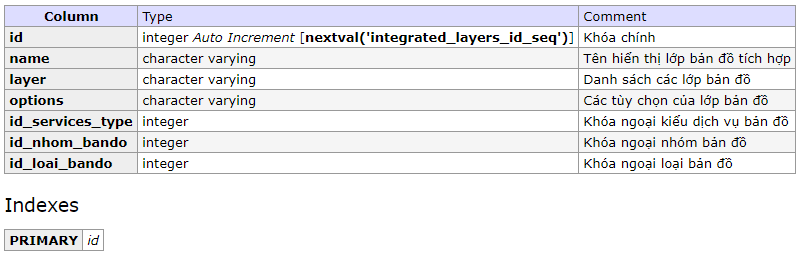 Column Type Comment
id integer Auto Increment [nextval('integrated_layers_id_seq')] Khóa chính
name character varying Tên hiển thị lớp bản đồ tích hợp
layer character varying Danh sách các lớp bản đồ
options character varying Các tùy chọn của lớp bản đồ
id_services_type integer Khóa ngoại kiểu dịch vụ bản đồ
id_nhom_bando integer Khóa ngoại nhóm bản đồ
id_loai_bando integer Khóa ngoại loại bản đồ
Indexes
PRIMARY id